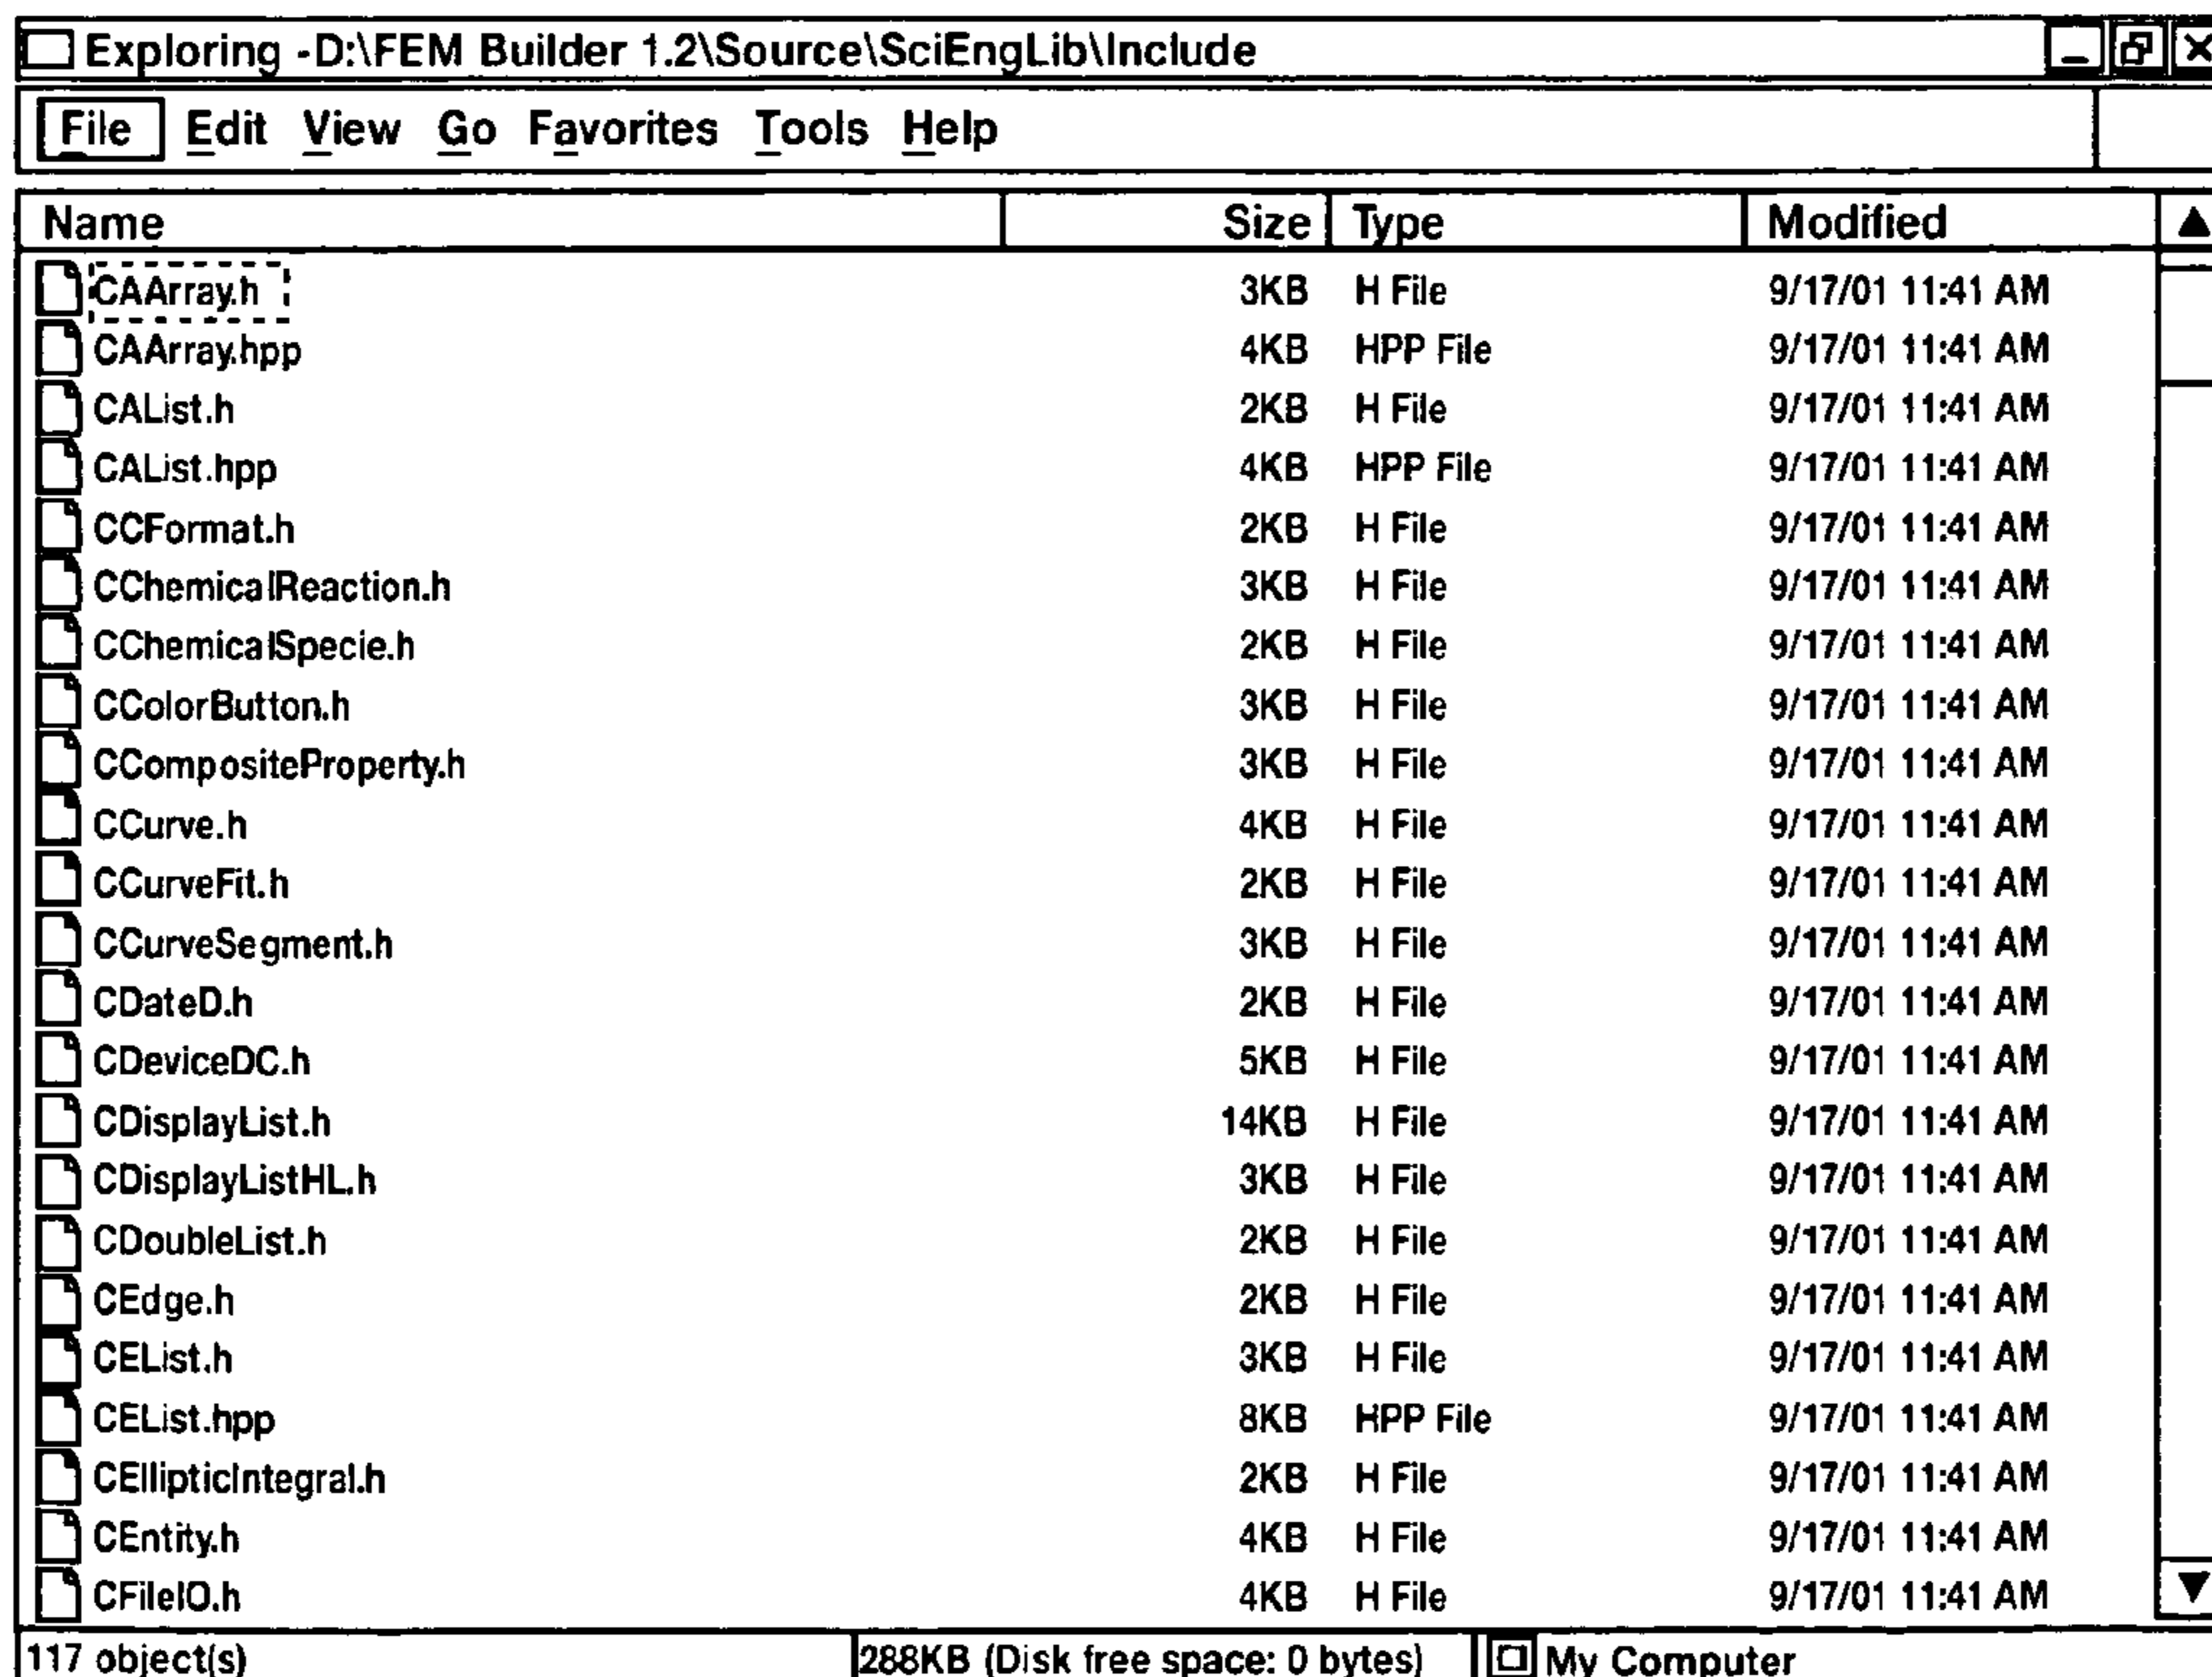 Exploring -D:\FEM Builder 1.2\Source\SciEngLib\Include
File Edit View Go Favorites Tools Help
Name Size Type Modified
CAArray.h 3KB H File 9/17/01 11:41 AM
CAArray.hpp 4KB HPP File 9/17/01 11:41 AM
CAList.h 2KB H File 9/17/01 11:41 AM
CAList.hpp 4KB HPP File 9/17/01 11:41 AM
CCFormat.h 2KB H File 9/17/01 11:41 AM
CChemicalReaction.h 3KB H File 9/17/01 11:41 AM
CChemicalSpecie.h 2KB H File 9/17/01 11:41 AM
CColorButton.h 3KB H File 9/17/01 11:41 AM
CCompositeProperty.h 3KB H File 9/17/01 11:41 AM
CCurve.h 4KB H File 9/17/01 11:41 AM
CCurveFit.h 2KB H File 9/17/01 11:41 AM
CCurveSegment.h 3KB H File 9/17/01 11:41 AM
CDateD.h 2KB H File 9/17/01 11:41 AM
CDeviceDC.h 5KB H File 9/17/01 11:41 AM
CDisplayList.h 14KB H File 9/17/01 11:41 AM
CDisplayListHL.h 3KB H File 9/17/01 11:41 AM
CDoubleList.h 2KB H File 9/17/01 11:41 AM
CEdge.h 2KB H File 9/17/01 11:41 AM
CEList.h 3KB H File 9/17/01 11:41 AM
CEList.hpp 8KB HPP File 9/17/01 11:41 AM
CEllipticIntegral.h 2KB H File 9/17/01 11:41 AM
CEntity.h 4KB H File 9/17/01 11:41 AM
CFileIO.h 4KB H File 9/17/01 11:41 AM
117 object(s) 288KB (Disk free space: 0 bytes) My Computer